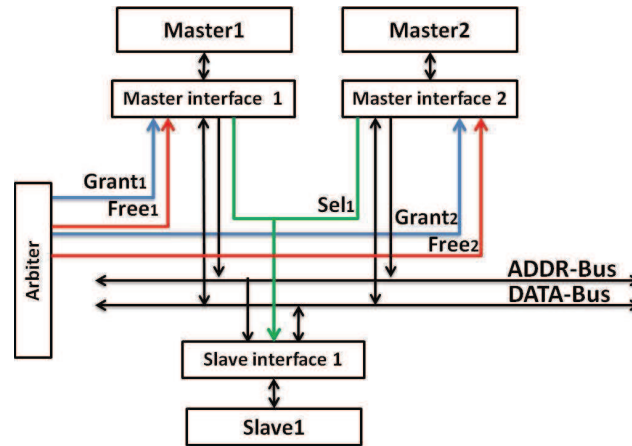 Master1
Master2
Master interface 1
Master interface 2
Grant1
Free1
Sel1
Grant2
Free2
Arbiter
ADDR-Bus
DATA-Bus
Slave interface 1
Slave1